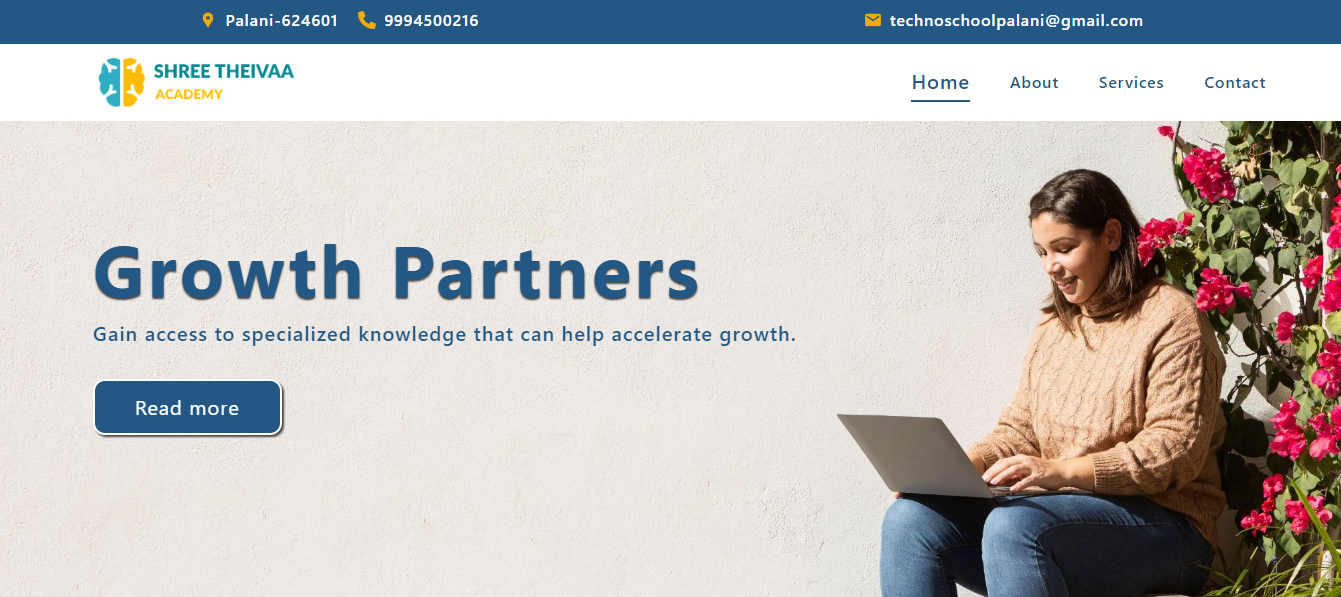 Palani-624601 9994500216 technoschoolpalani@gmail.com
SHREE THEIVAA
ACADEMY
Home About Services Contact
Growth Partners
Gain access to specialized knowledge that can help accelerate growth.
Read more